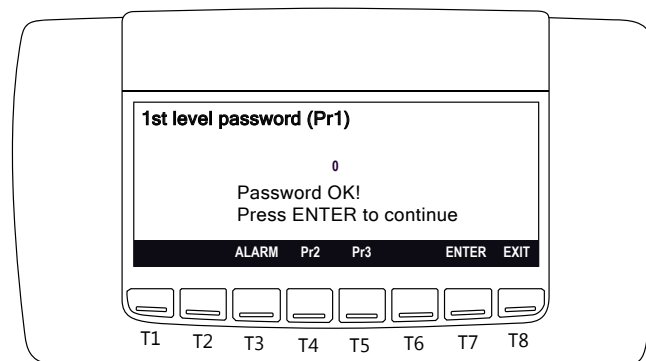 1st level password (Pr1)
0
Password OK!
Press ENTER to continue
ALARM Pr2 Pr3 ENTER EXIT
T1 T2 T3 T4 T5 T6 T7 T8